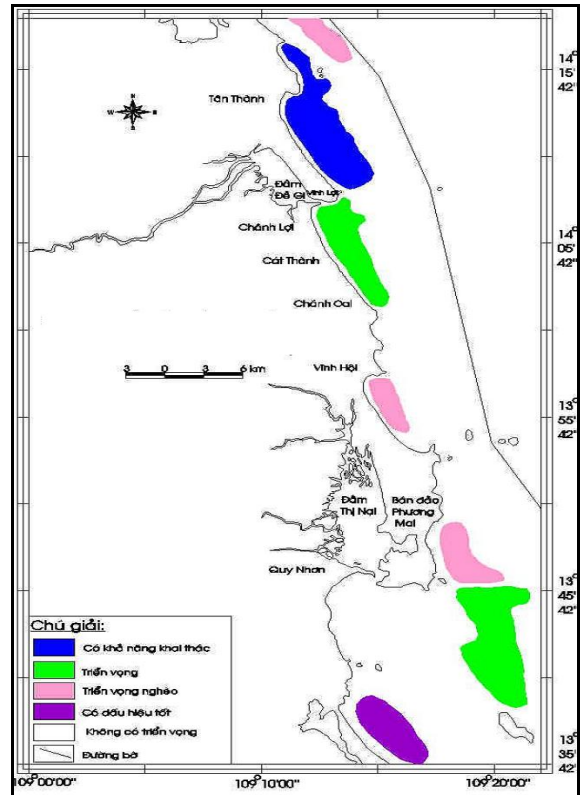 14°
15'
42"
N
W
E
S
Tân Thành
Đầm
Đề Gi
Vĩnh Lợi
Chánh Lợi
14°
05'
42"
Cát Thành
Chánh Oai
3 0 3 6 km
Vĩnh Hội
13°
55'
42"
Đầm
Thị Nại
Bán đảo
Phương
Mai
Quy Nhơn
13°
45'
42"
Chú giải:
Có khả năng khai thác
Triển vọng
Triển vọng nghèo
Có dấu hiệu tốt
Không có triển vọng
Đường bờ
13°
35'
42"
109°00'00" 109°10'00" 109°20'00"